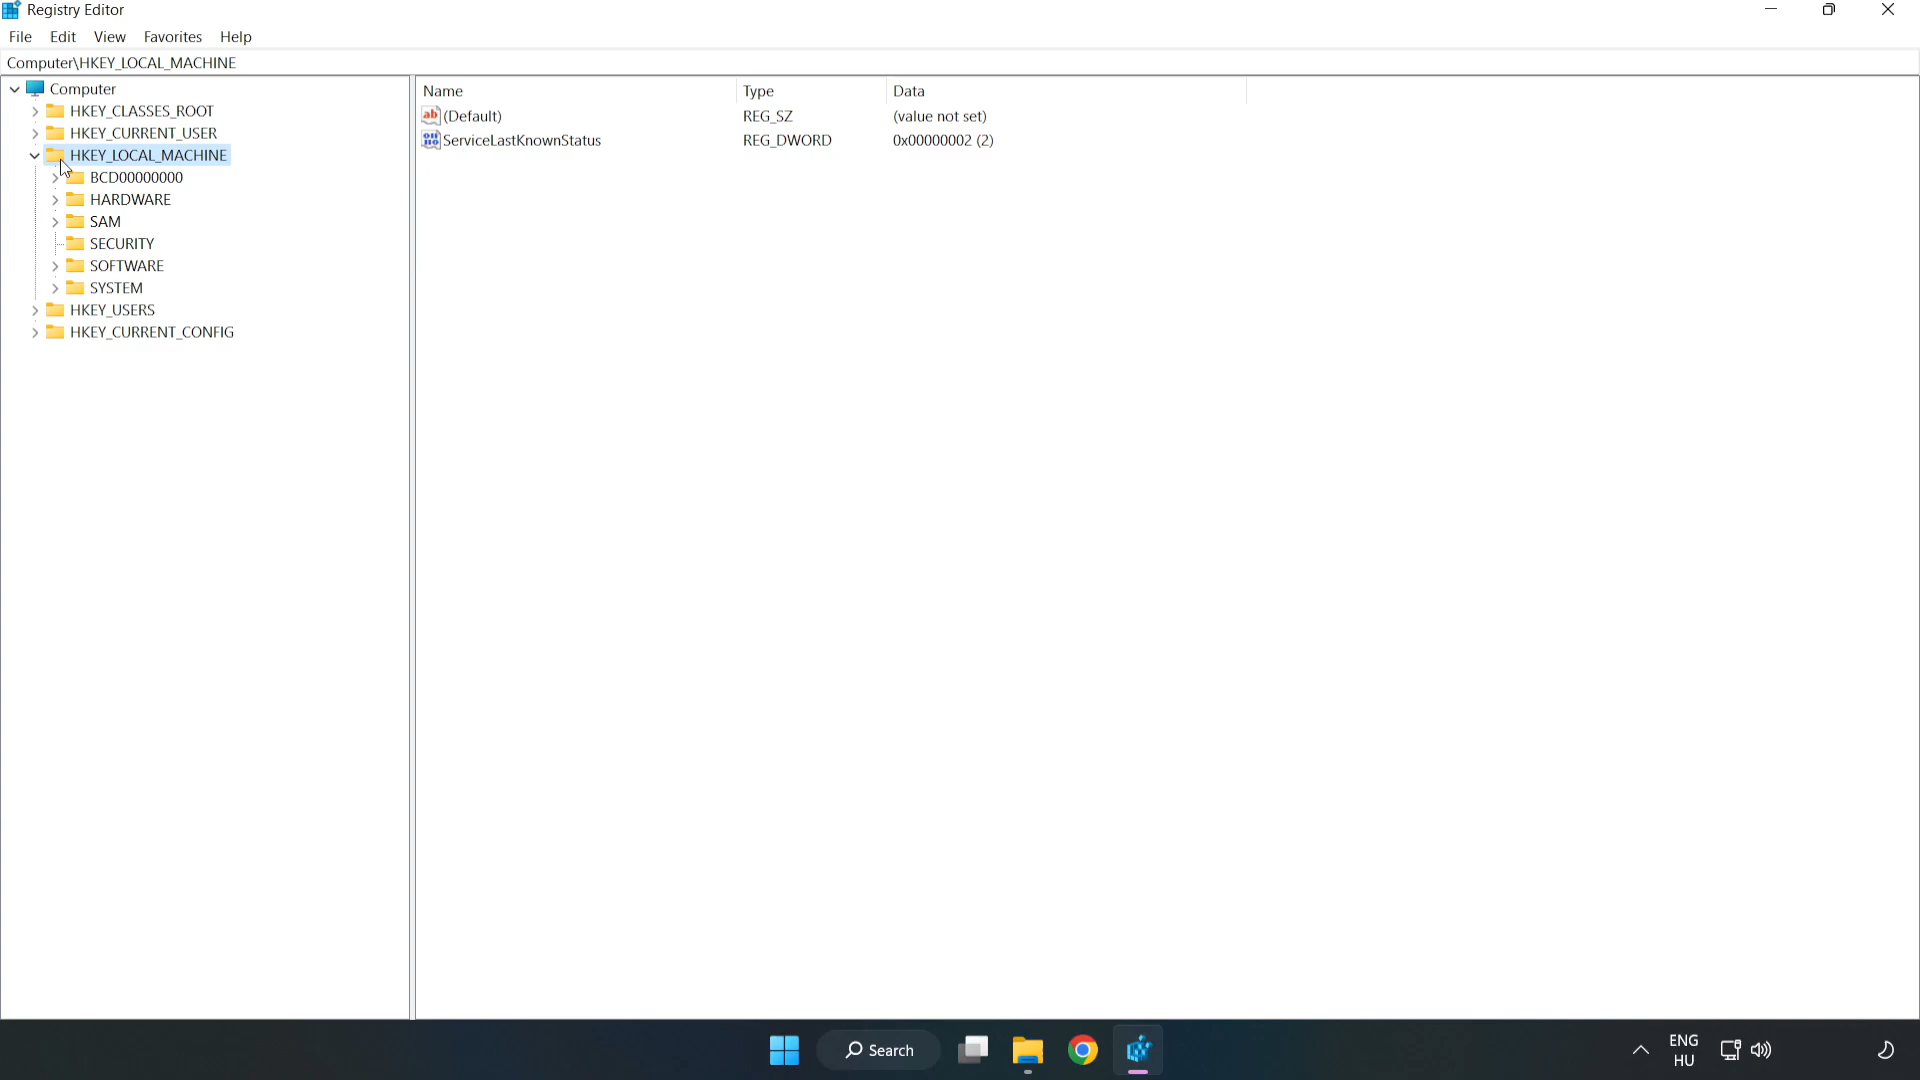 Registry Editor
File Edit View Favorites Help
Computer\HKEY_LOCAL_MACHINE
Computer
HKEY_CLASSES_ROOT
HKEY_CURRENT_USER
HKEY_LOCAL_MACHINE
BCD00000000
HARDWARE
SAM
SECURITY
SOFTWARE
SYSTEM
HKEY_USERS
HKEY_CURRENT_CONFIG
Name Type Data
(Default) REG_SZ (value not set)
ServiceLastKnownStatus REG_DWORD 0x00000002 (2)
Search
ENG
HU